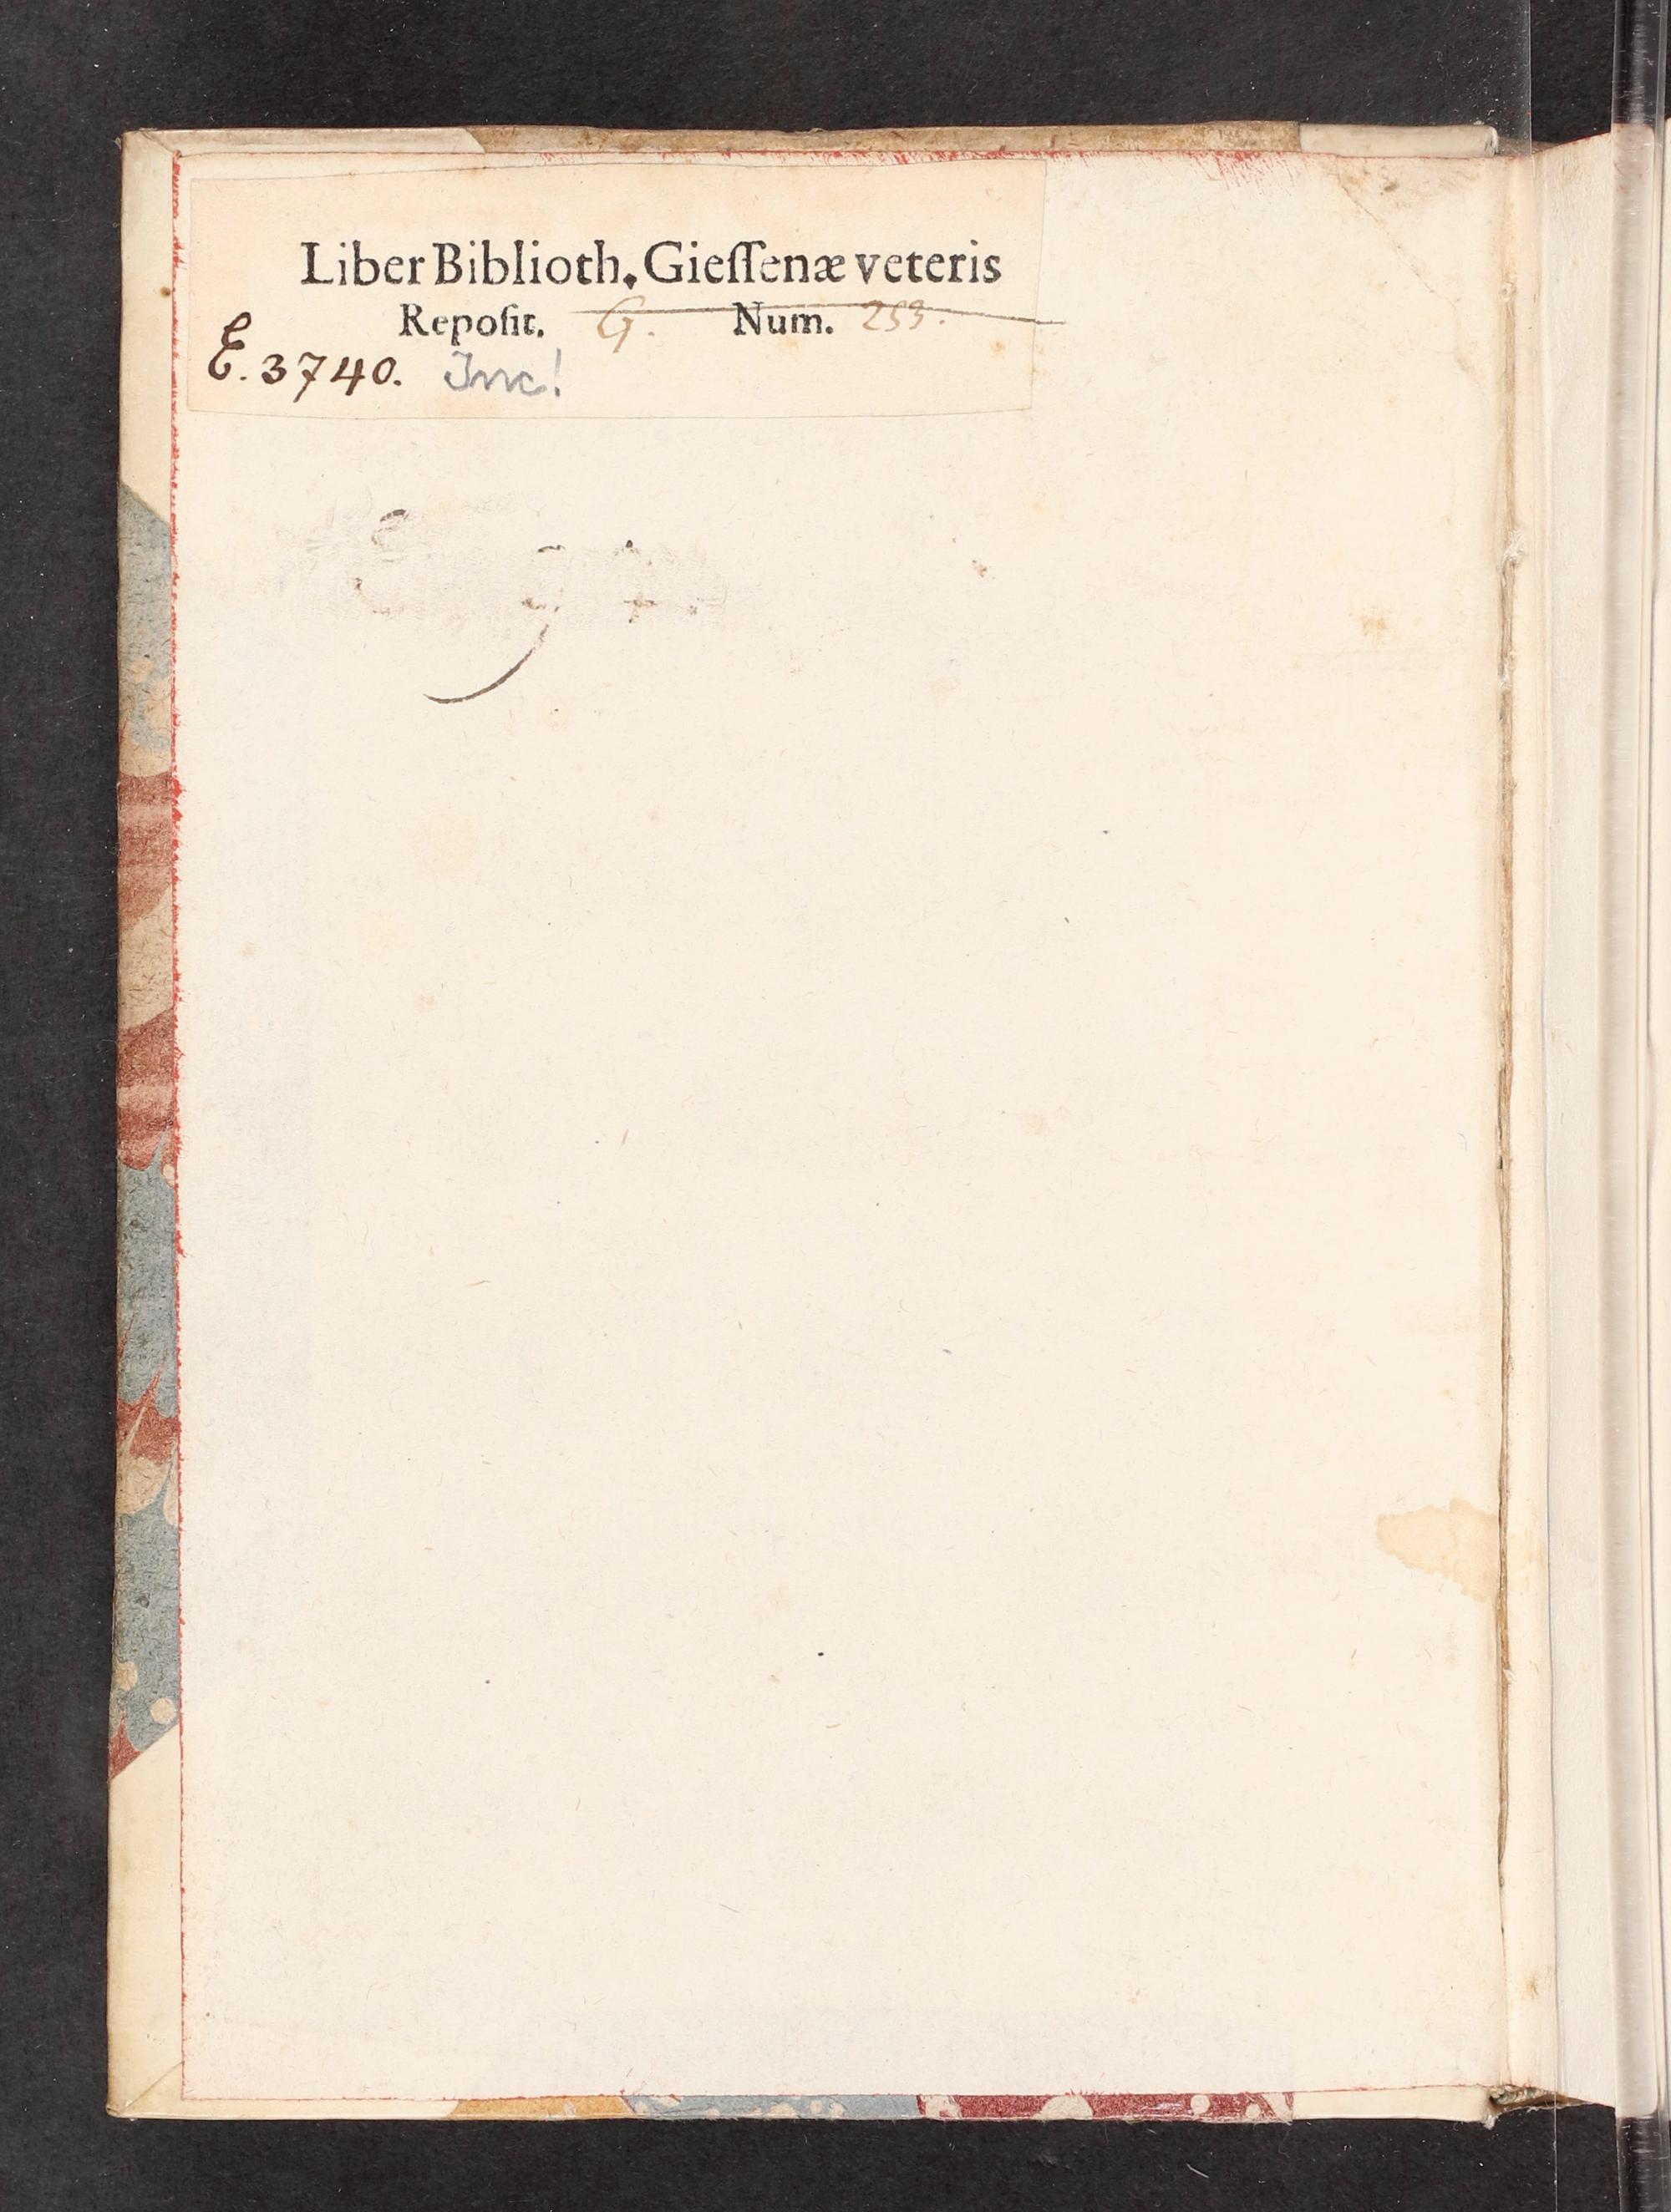 Liber Biblioth. Gieſſenæ veteris
Repoſit. G. Num. 253.
E. 3740. Inc!